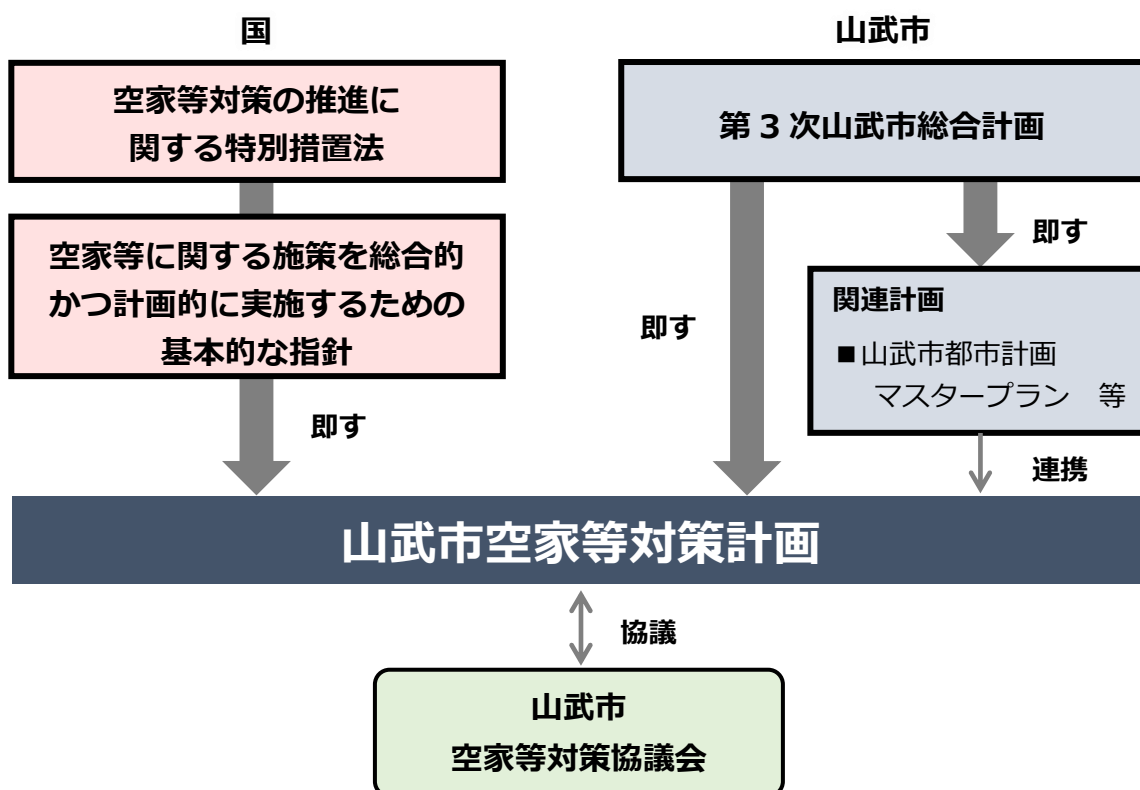 国
空家等対策の推進に
関する特別措置法
空家等に関する施策を総合的
かつ計画的に実施するための
基本的な指針
即す
山武市
第3次山武市総合計画
即す
即す
関連計画
■山武市都市計画
マスタープラン　等
連携
山武市空家等対策計画
協議
山武市
空家等対策協議会